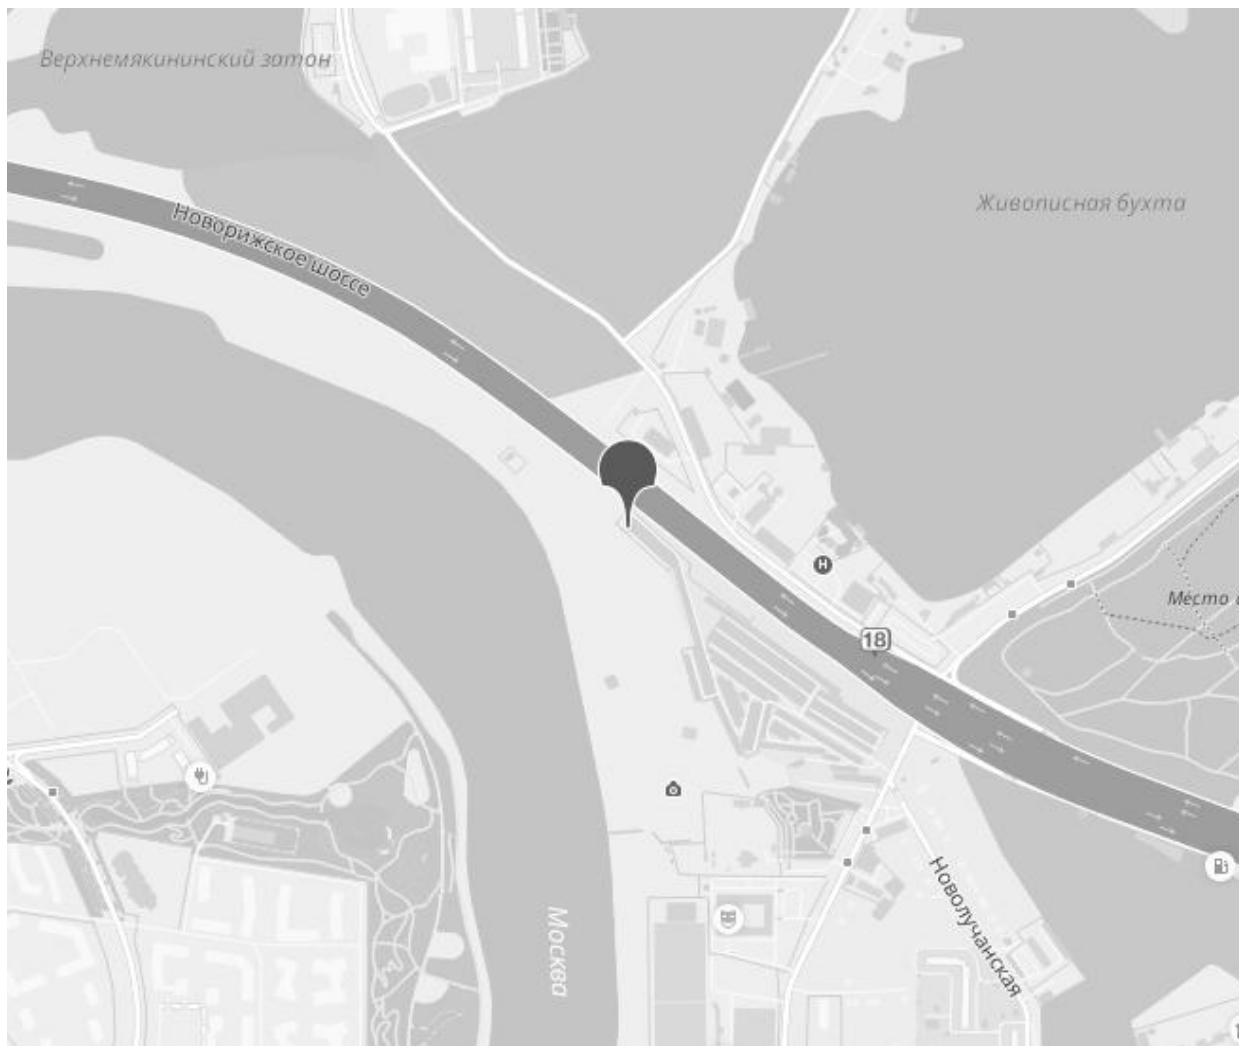 Верхнемякининский затон
Живописная бухта
Новорижское шоссе
H
Место
18
Новолучанская
Москва